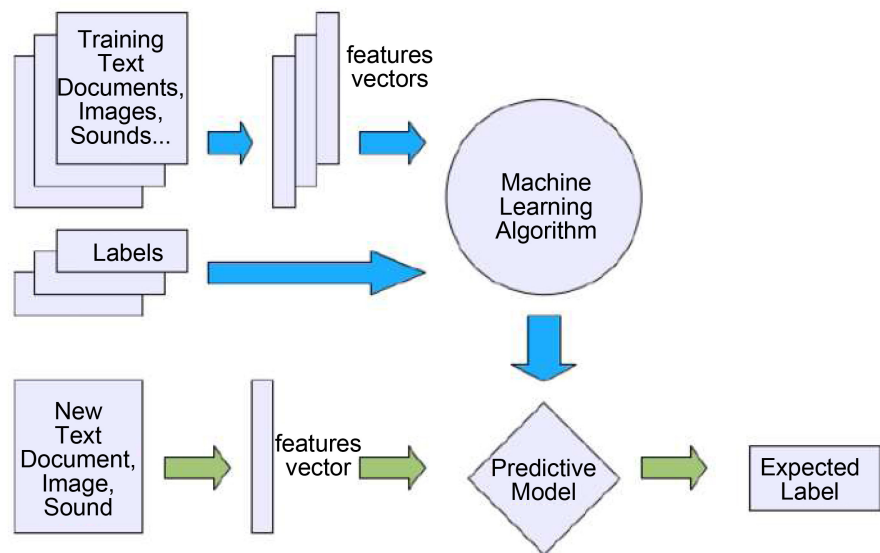 Training
Text
Documents,
Images,
Sounds...
features
vectors
Machine
Learning
Algorithm
Labels
New
Text
Document,
Image,
Sound
features
vector
Predictive
Model
Expected
Label